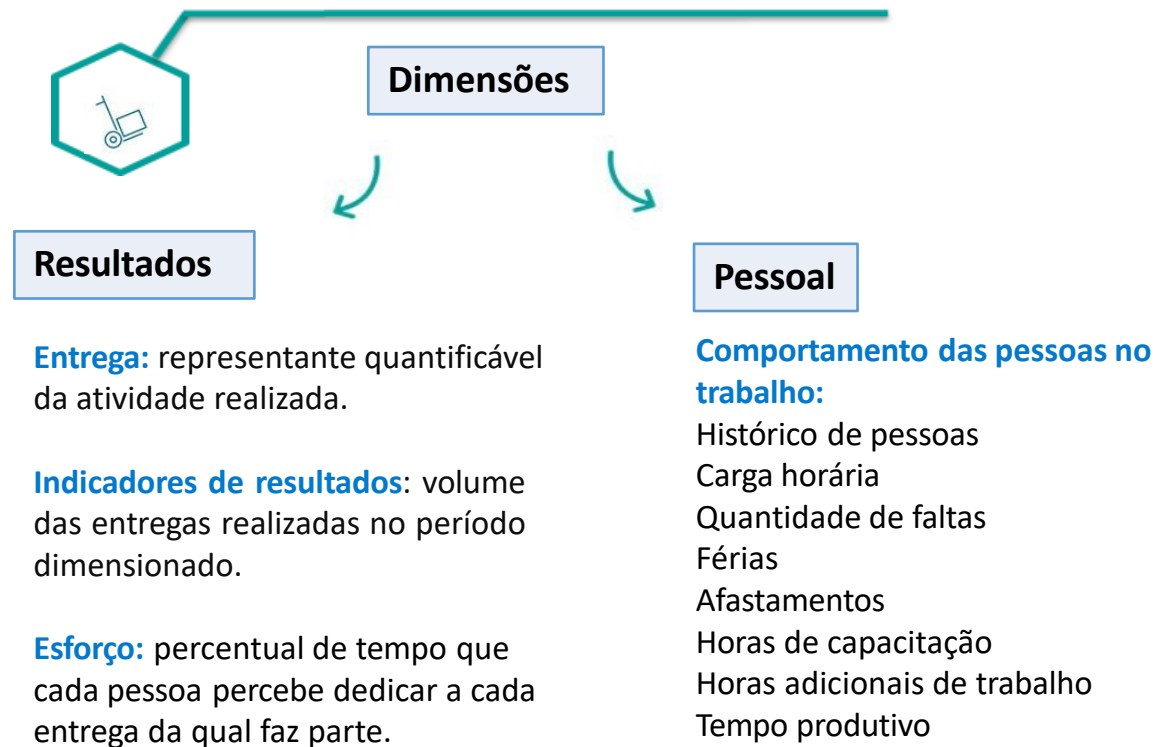 Dimensões
Resultados
Entrega: representante quantificável
da atividade realizada.
Indicadores de resultados: volume
das entregas realizadas no período
dimensionado.
Esforço: percentual de tempo que
cada pessoa percebe dedicar a cada
entrega da qual faz parte.
Pessoal
Comportamento das pessoas no
trabalho:
Histórico de pessoas
Carga horária
Quantidade de faltas
Férias
Afastamentos
Horas de capacitação
Horas adicionais de trabalho
Tempo produtivo